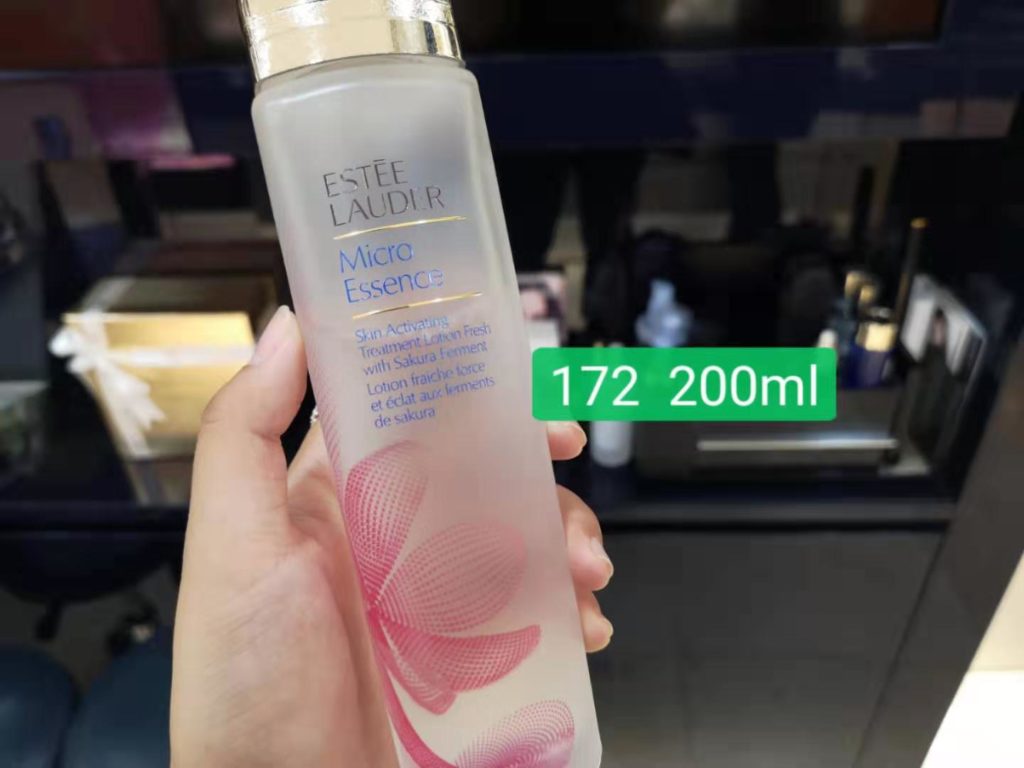 ESTĒE
LAUDER
Micro
Essence
Skin Activating
Treatment Lotion Fresh
with Sakura Ferment
Lotion fraîche force
et éclat aux ferments
de sakura
172 200ml